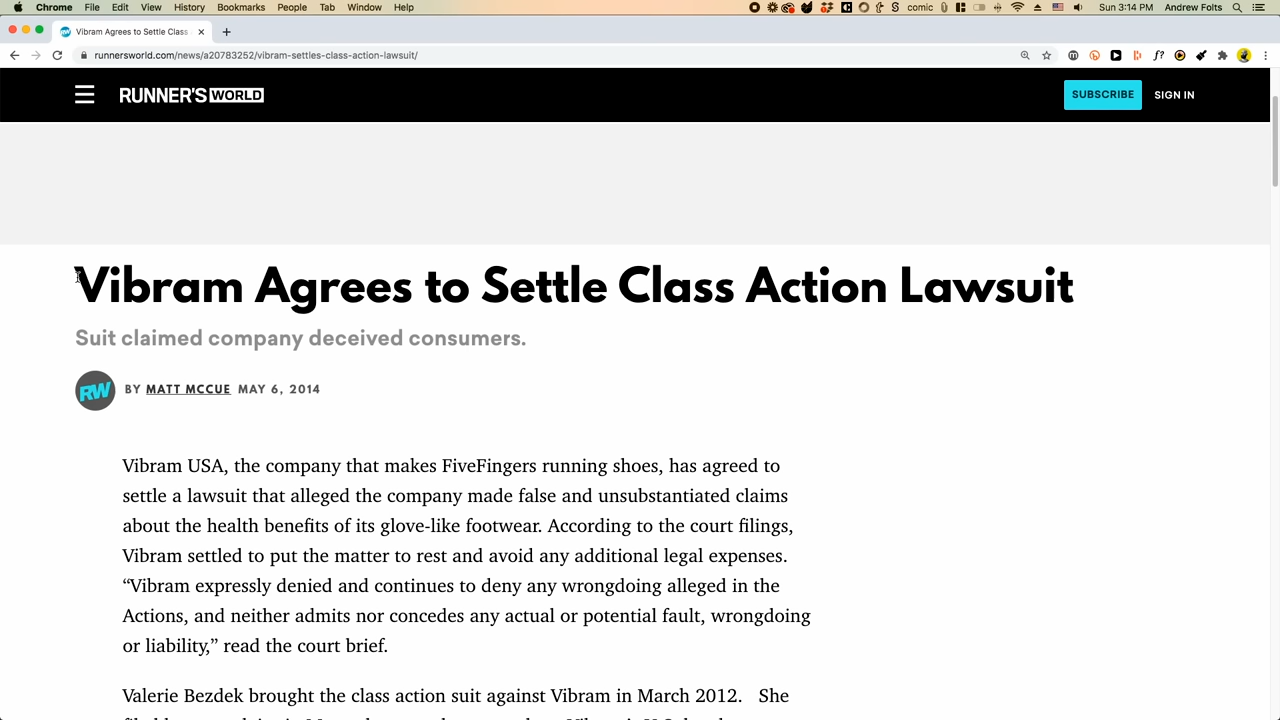 Chrome File Edit View History Bookmarks People Tab Window Help comic Sun 3:14 PM Andrew Folts
Vibram Agrees to Settle Class
runnersworld.com/news/a20783252/vibram-settles-class-action-lawsuit/
RUNNER'S WORLD SUBSCRIBE SIGN IN
Vibram Agrees to Settle Class Action Lawsuit
Suit claimed company deceived consumers.
RW BY MATT MCCUE MAY 6, 2014
Vibram USA, the company that makes FiveFingers running shoes, has agreed to
settle a lawsuit that alleged the company made false and unsubstantiated claims
about the health benefits of its glove-like footwear. According to the court filings,
Vibram settled to put the matter to rest and avoid any additional legal expenses.
“Vibram expressly denied and continues to deny any wrongdoing alleged in the
Actions, and neither admits nor concedes any actual or potential fault, wrongdoing
or liability,” read the court brief.
Valerie Bezdek brought the class action suit against Vibram in March 2012. She